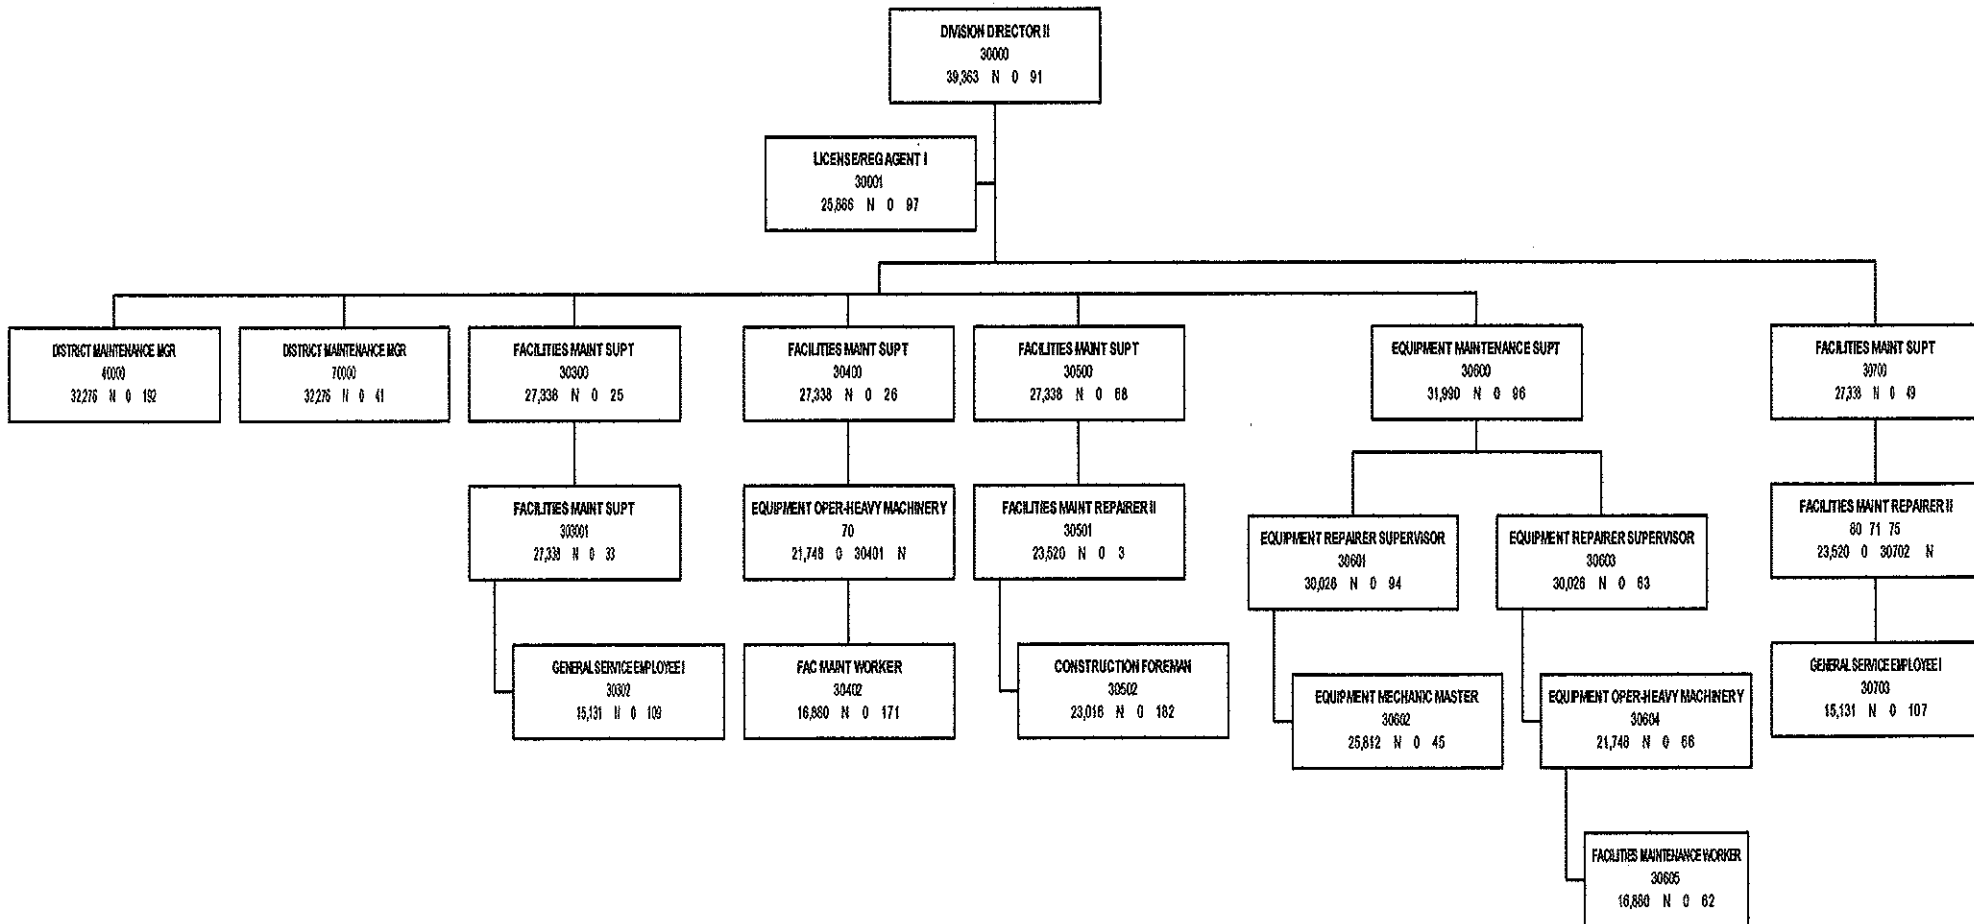 DIVISION DIRECTOR II
30000
39,363 N 0 91
LICENSE/REG AGENT I
30001
25,886 N 0 97
DISTRICT MAINTENANCE MGR
40000
32,276 N 0 192
DISTRICT MAINTENANCE MGR
70000
32,276 N 0 41
FACILITIES MAINT SUPT
30300
27,338 N 0 25
FACILITIES MAINT SUPT
30400
27,338 N 0 26
FACILITIES MAINT SUPT
30500
27,338 N 0 68
EQUIPMENT MAINTENANCE SUPT
30600
31,990 N 0 96
FACILITIES MAINT SUPT
30700
27,338 N 0 49
FACILITIES MAINT SUPT
303001
27,338 N 0 33
EQUIPMENT OPER-HEAVY MACHINERY
70
21,748 0 30401 N
FACILITIES MAINT REPAIRER II
30501
23,520 N 0 3
EQUIPMENT REPAIRER SUPERVISOR
30601
30,026 N 0 94
EQUIPMENT REPAIRER SUPERVISOR
30603
30,026 N 0 63
FACILITIES MAINT REPAIRER II
80 71 75
23,520 0 30702 N
GENERAL SERVICE EMPLOYEE I
30302
15,131 N 0 109
FAC MAINT WORKER
30402
16,880 N 0 171
CONSTRUCTION FOREMAN
30502
23,016 N 0 182
EQUIPMENT MECHANIC MASTER
30602
25,812 N 0 45
EQUIPMENT OPER-HEAVY MACHINERY
30604
21,748 N 0 66
GENERAL SERVICE EMPLOYEE I
30703
15,131 N 0 107
FACILITIES MAINTENANCE WORKER
30605
16,880 N 0 62